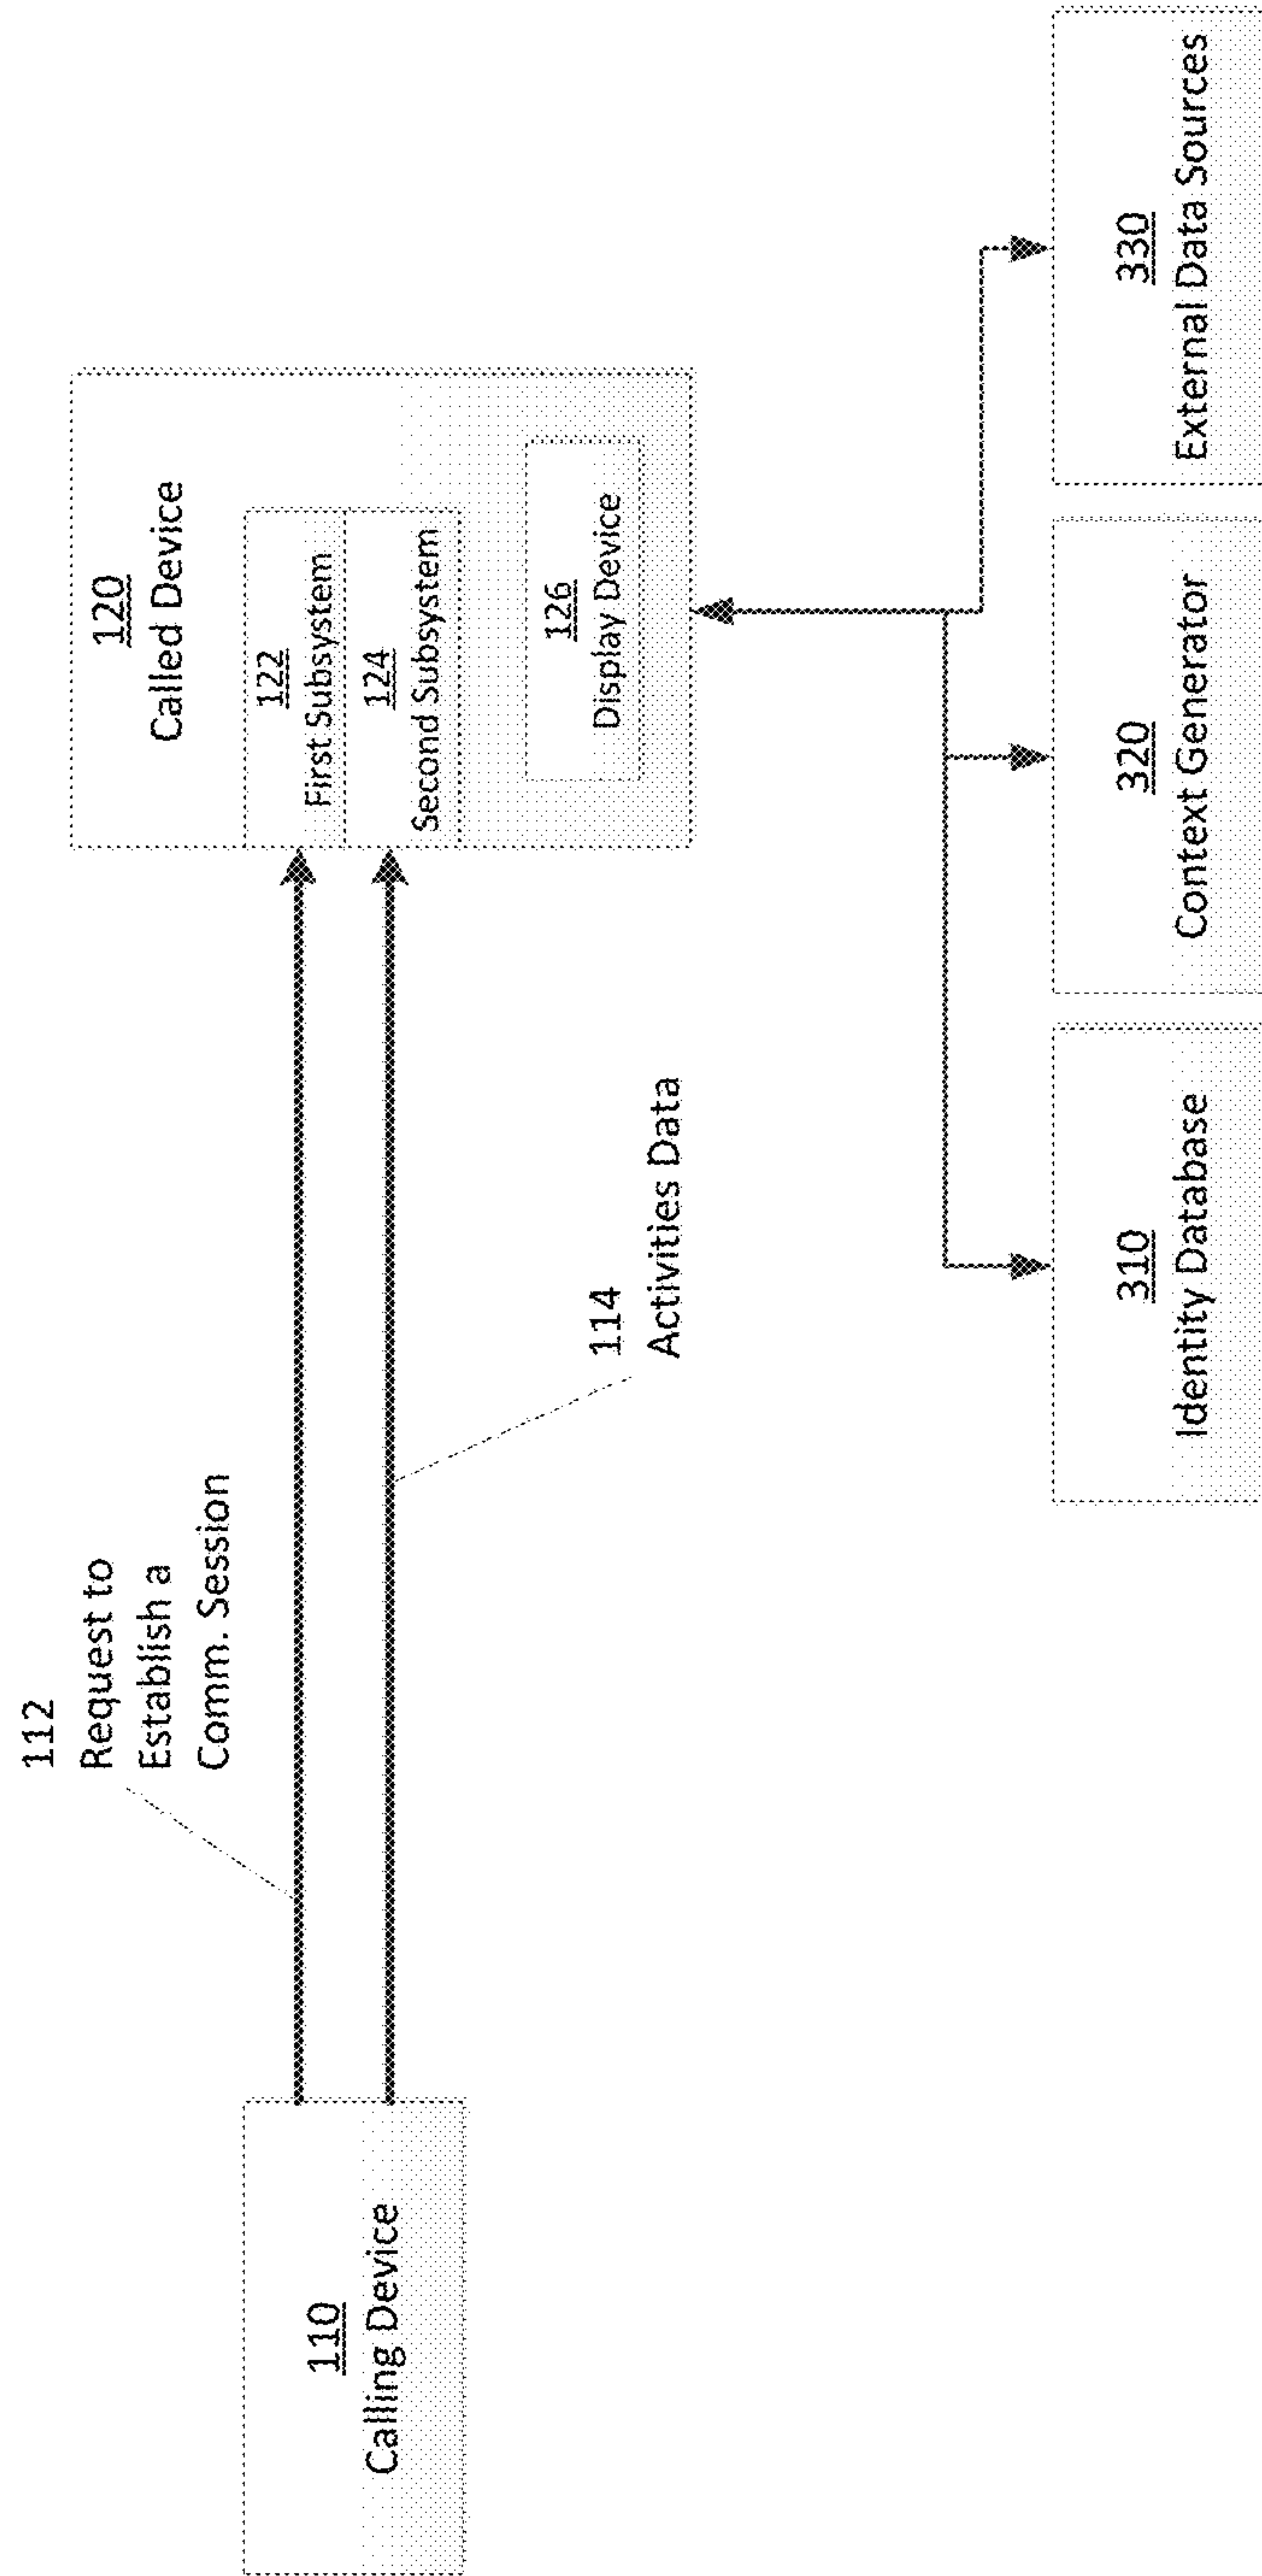 112
Request to
Establish a
Comm. Session
110
Calling Device
120
Called Device
122
First Subsystem
124
Second Subsystem
126
Display Device
114
Activities Data
310
Identity Database
320
Context Generator
330
External Data Sources